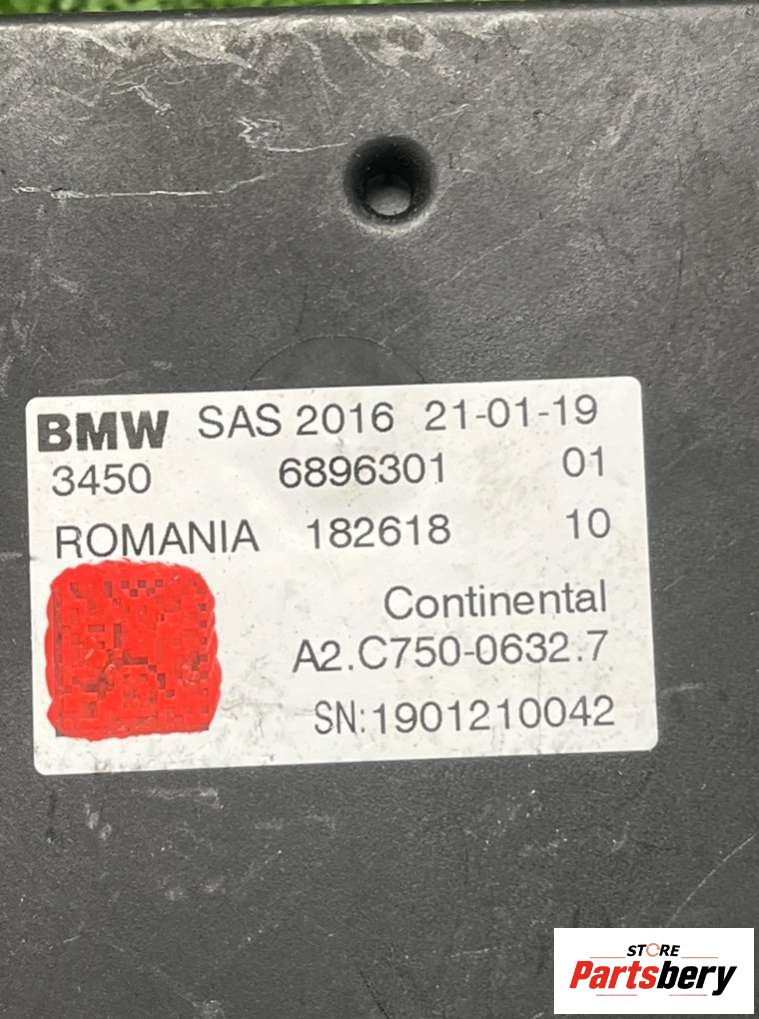 BMW SAS 2016 21-01-19
3450 6896301 01
ROMANIA 182618 10
Continental
A2.C750-0632.7
SN:1901210042
STORE
Partsbery